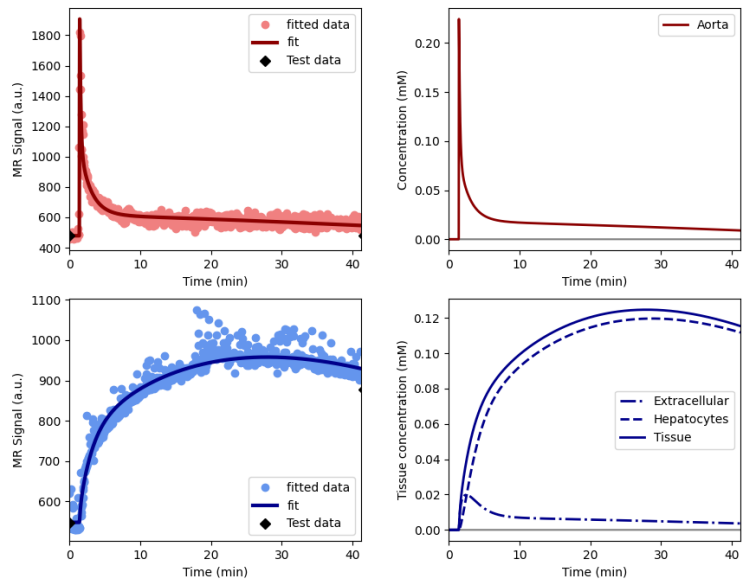 MR Signal (a.u.)
1800
1600
1400
1200
1000
800
600
400
0
10
20
30
40
Time (min)
fitted data
fit
Test data
Concentration (mM)
0.20
0.15
0.10
0.05
0.00
0
10
20
30
40
Time (min)
Aorta
MR Signal (a.u.)
1100
1000
900
800
700
600
0
10
20
30
40
Time (min)
fitted data
fit
Test data
Tissue concentration (mM)
0.12
0.10
0.08
0.06
0.04
0.02
0.00
0
10
20
30
40
Time (min)
Extracellular
Hepatocytes
Tissue